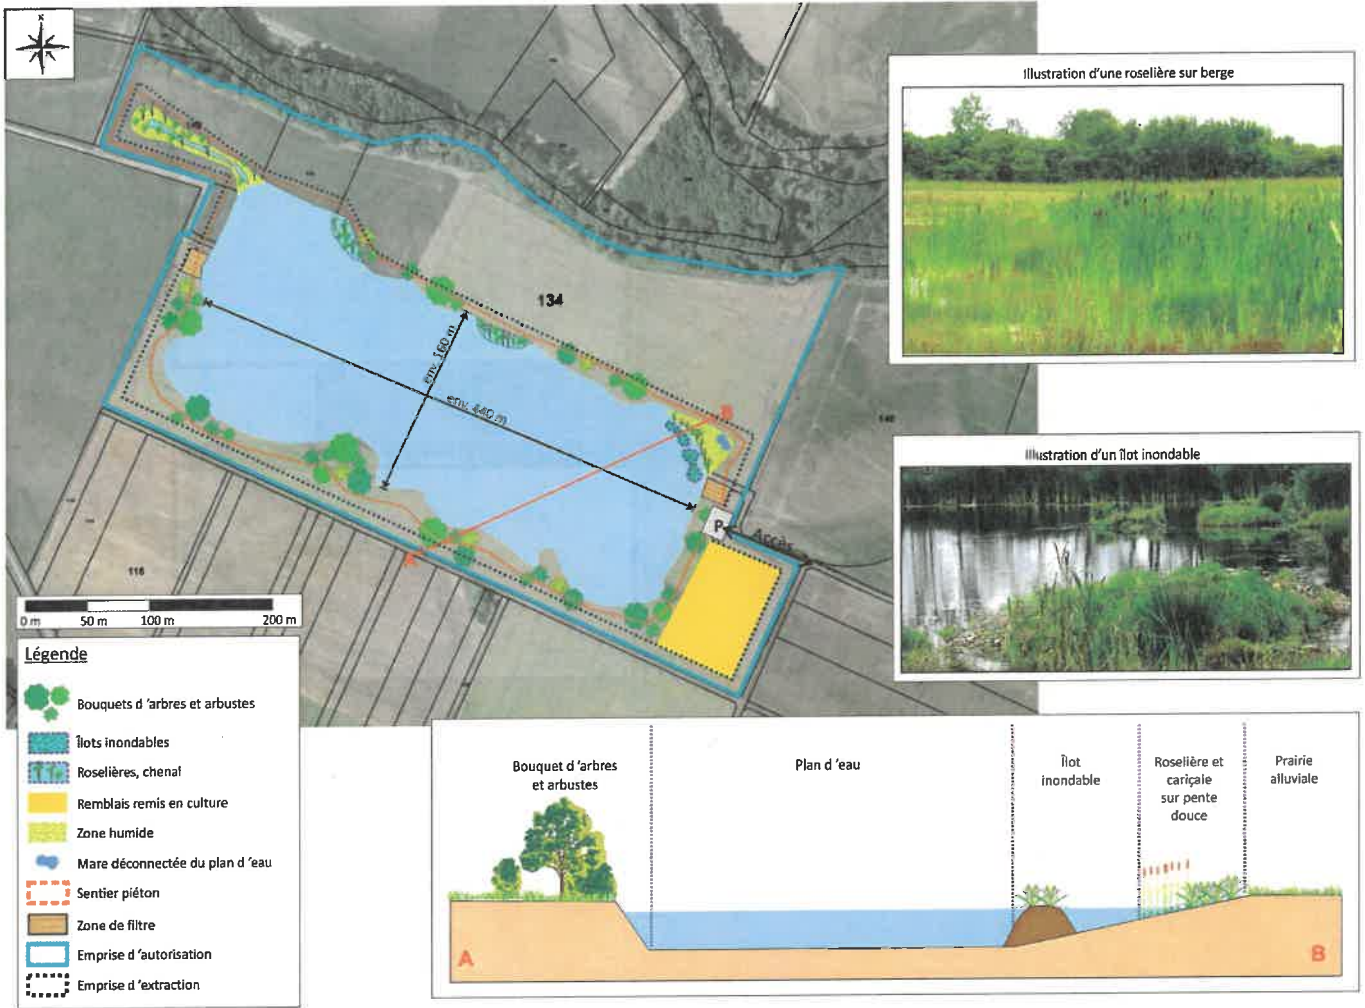 Illustration d'une roselière sur berge
134
env. 160 m
env. 440 m
B
A
P
Accès
116
Illustration d'un îlot inondable
0 m 50 m 100 m 200 m
Légende
Bouquets d'arbres et arbustes
Îlots inondables
Roselières, chenal
Remblais remis en culture
Zone humide
Mare déconnectée du plan d'eau
Sentier piéton
Zone de filtre
Emprise d'autorisation
Emprise d'extraction
Bouquet d'arbres
et arbustes
Plan d'eau
Îlot
inondable
Roselière et
cariçale
sur pente
douce
Prairie
alluviale
A
B